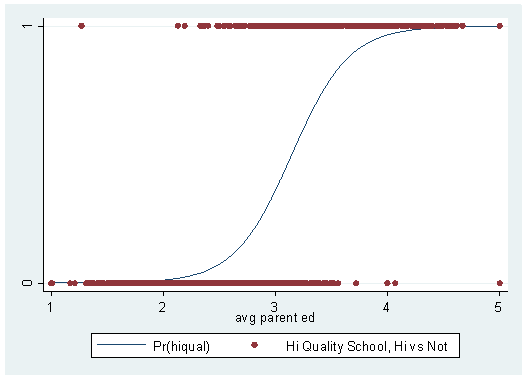 1
0
1 2 3 4 5
avg parent ed
Pr(hiqual) Hi Quality School, Hi vs Not